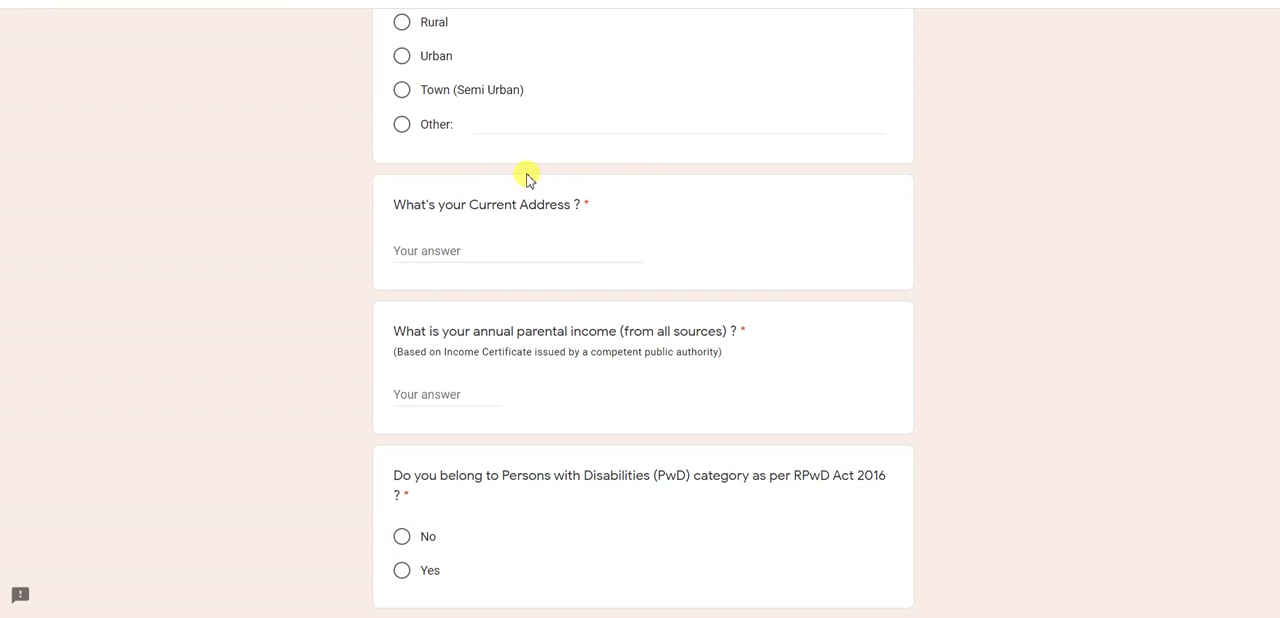 Rural
Urban
Town (Semi Urban)
Other:
What's your Current Address ? *
Your answer
What is your annual parental income (from all sources) ? *
(Based on Income Certificate issued by a competent public authority)
Your answer
Do you belong to Persons with Disabilities (PwD) category as per RPwD Act 2016
? *
No
Yes